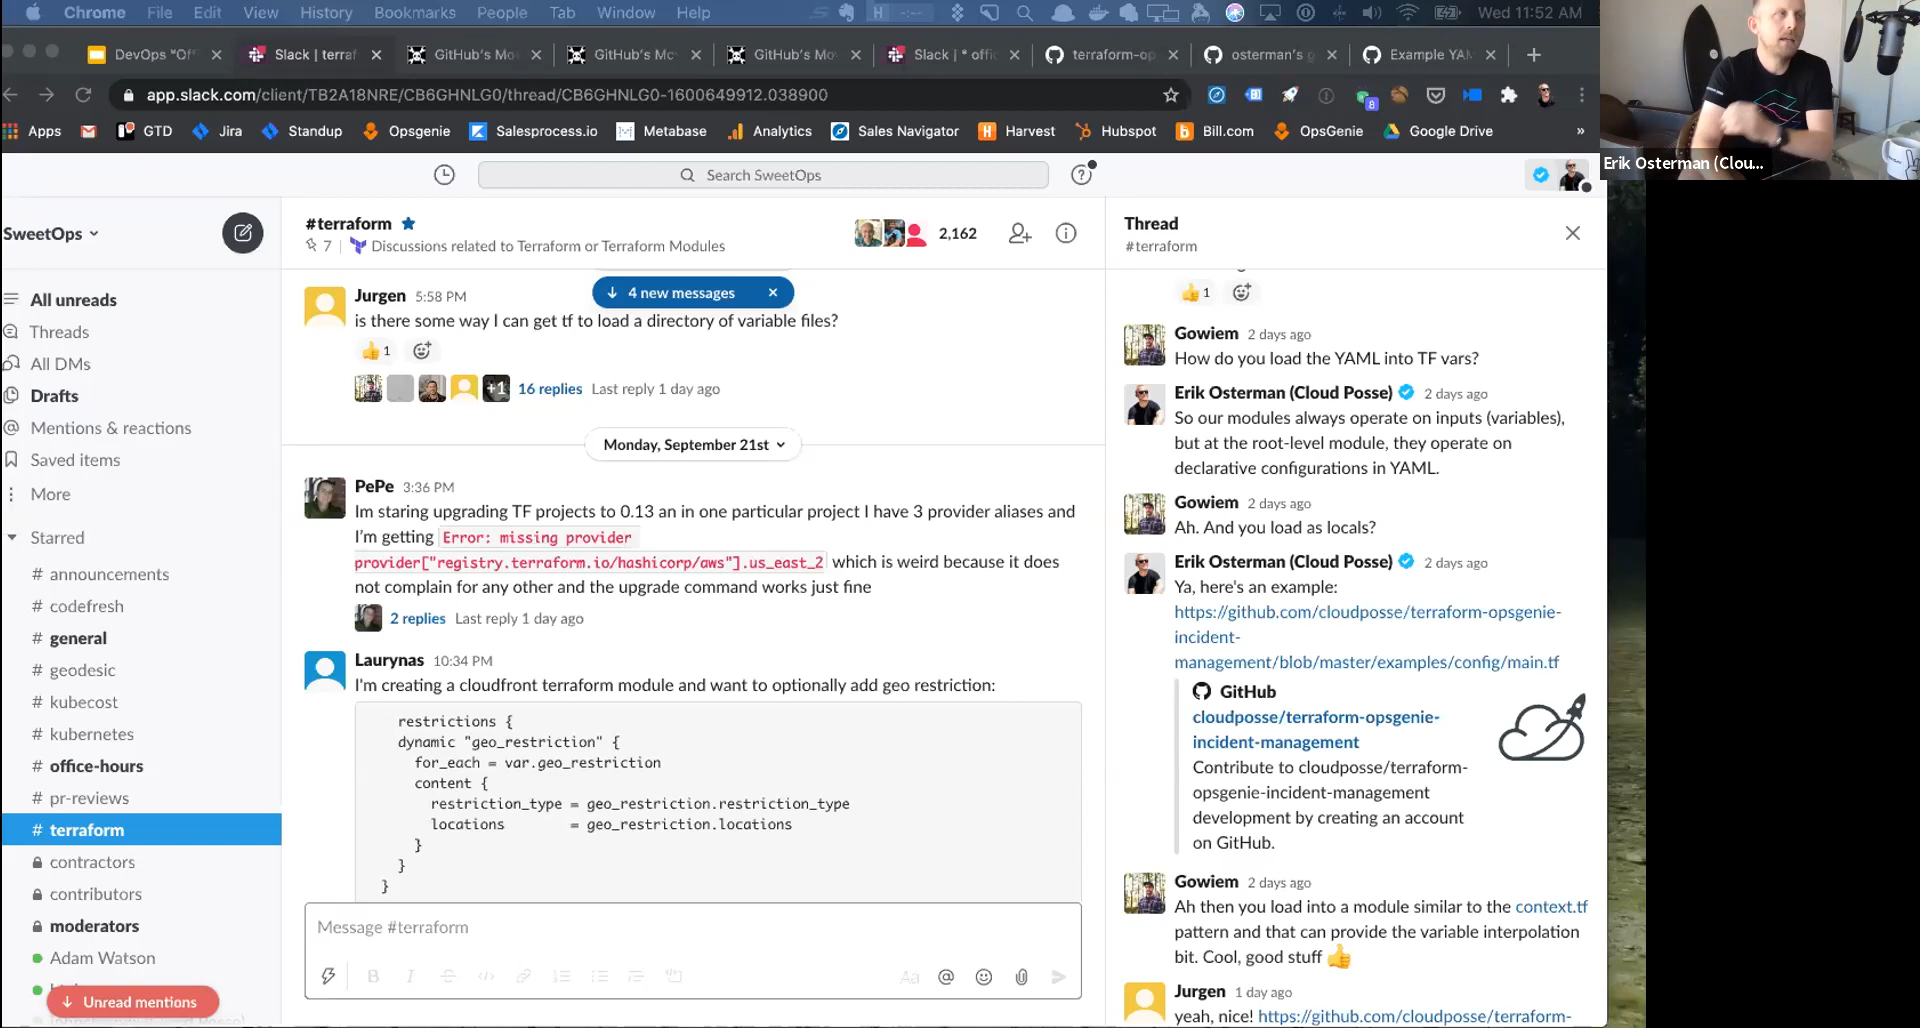 Chrome File Edit View History Bookmarks People Tab Window Help Wed 11:52 AM
DevOps "Of Slack | terraf GitHub's Mo GitHub's Mo GitHub's Mo Slack | * offic terraform-op osterman's g Example YAM
app.slack.com/client/TB2A18NRE/CB6GHNLG0/thread/CB6GHNLG0-1600649912.038900
Apps GTD Jira Standup Opsgenie Salesprocess.io Metabase Analytics Sales Navigator Harvest Hubspot Bill.com OpsGenie Google Drive »
Erik Osterman (Clou...
Search SweetOps
SweetOps
All unreads
Threads
All DMs
Drafts
Mentions & reactions
Saved items
More
Starred
# announcements
# codefresh
# general
# geodesic
# kubecost
# kubernetes
# office-hours
# pr-reviews
# terraform
contractors
contributors
moderators
Adam Watson
Unread mentions
#terraform
7 | Discussions related to Terraform or Terraform Modules
2,162
4 new messages
Jurgen 5:58 PM
is there some way I can get tf to load a directory of variable files?
1
+1 16 replies Last reply 1 day ago
Monday, September 21st
PePe 3:36 PM
Im staring upgrading TF projects to 0.13 an in one particular project I have 3 provider aliases and
I'm getting Error: missing provider
provider["registry.terraform.io/hashicorp/aws"].us_east_2 which is weird because it does
not complain for any other and the upgrade command works just fine
2 replies Last reply 1 day ago
Laurynas 10:34 PM
I'm creating a cloudfront terraform module and want to optionally add geo restriction:
restrictions {
dynamic "geo_restriction" {
for_each = var.geo_restriction
content {
restriction_type = geo_restriction.restriction_type
locations = geo_restriction.locations
}
}
}
Message #terraform
Thread
#terraform
1
Gowiem 2 days ago
How do you load the YAML into TF vars?
Erik Osterman (Cloud Posse) 2 days ago
So our modules always operate on inputs (variables),
but at the root-level module, they operate on
declarative configurations in YAML.
Gowiem 2 days ago
Ah. And you load as locals?
Erik Osterman (Cloud Posse) 2 days ago
Ya, here's an example:
https://github.com/cloudposse/terraform-opsgenie-
incident-
management/blob/master/examples/config/main.tf
GitHub
cloudposse/terraform-opsgenie-
incident-management
Contribute to cloudposse/terraform-
opsgenie-incident-management
development by creating an account
on GitHub.
Gowiem 2 days ago
Ah then you load into a module similar to the context.tf
pattern and that can provide the variable interpolation
bit. Cool, good stuff
Jurgen 1 day ago
yeah, nice! https://github.com/cloudposse/terraform-